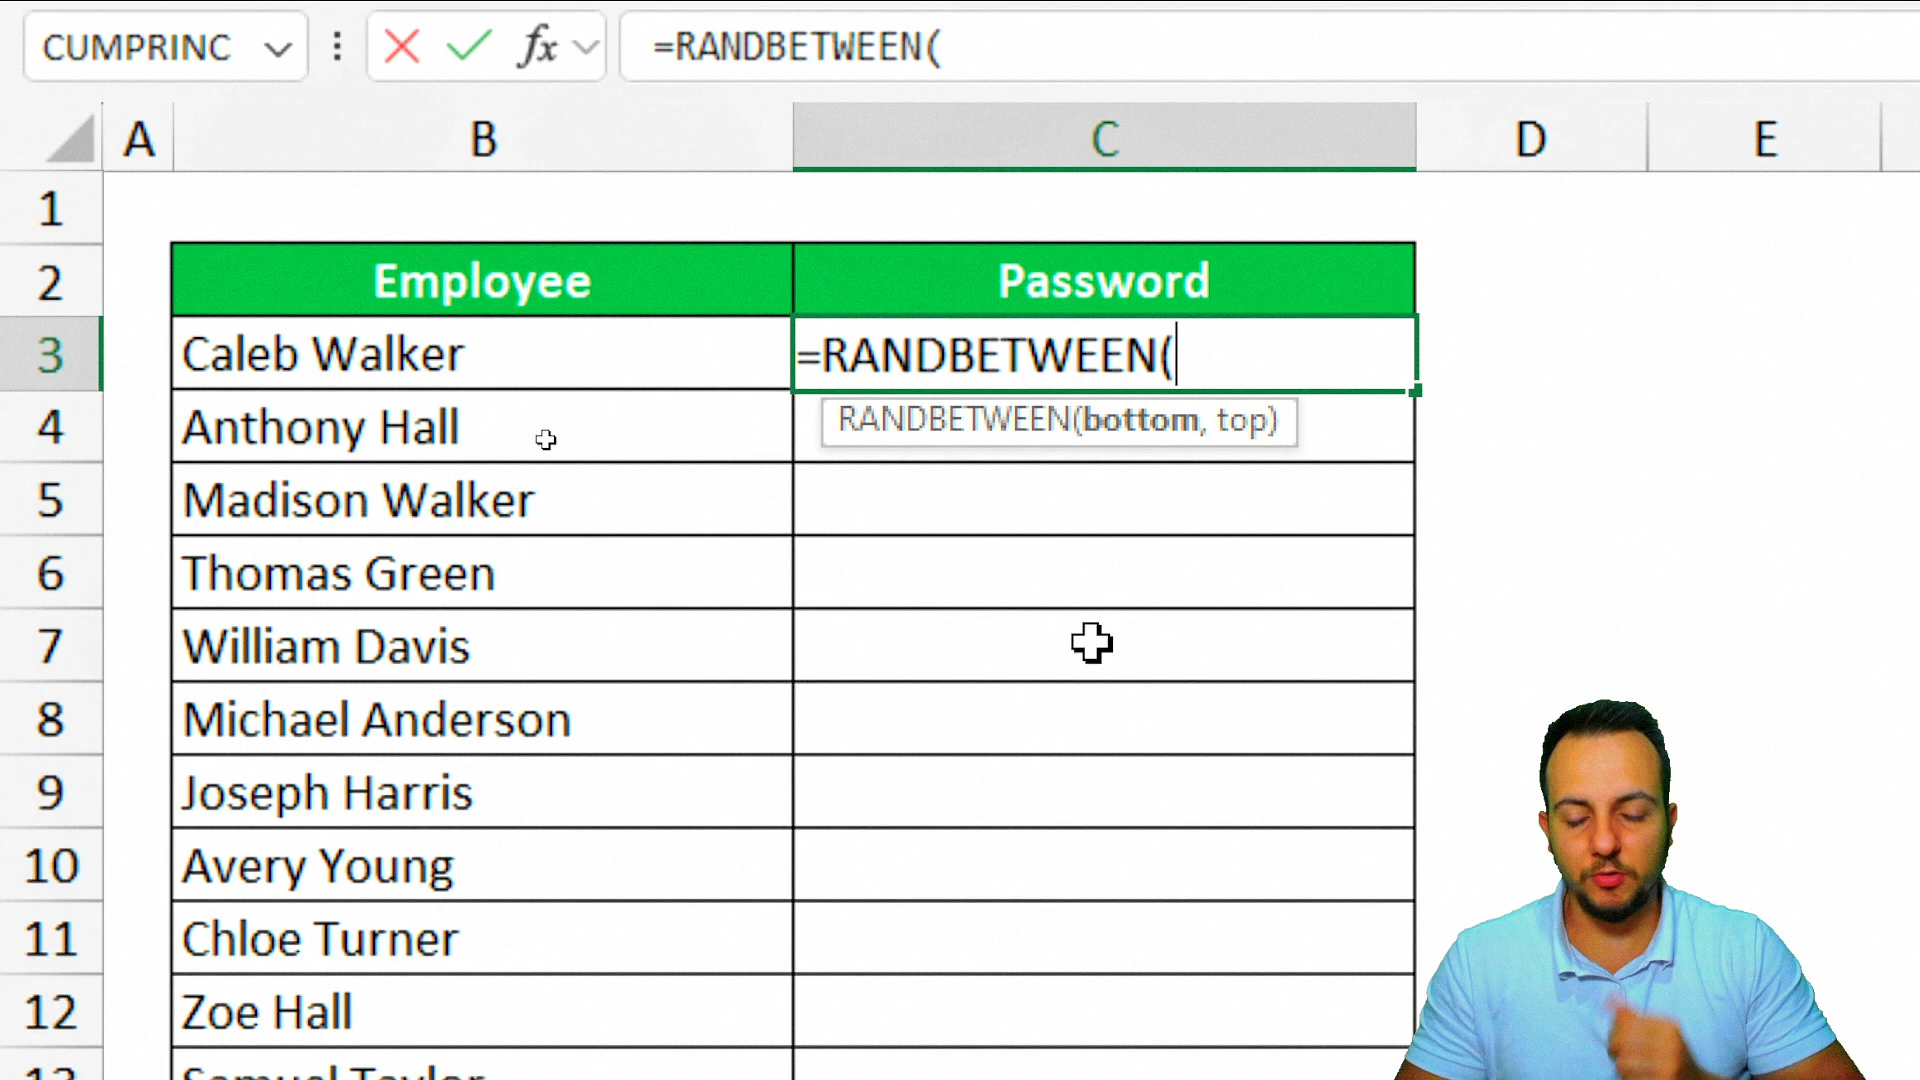 CUMPRINC fx =RANDBETWEEN(
A B C D E
1
2 Employee Password
3 Caleb Walker =RANDBETWEEN(
RANDBETWEEN(bottom, top)
4 Anthony Hall
5 Madison Walker
6 Thomas Green
7 William Davis
8 Michael Anderson
9 Joseph Harris
10 Avery Young
11 Chloe Turner
12 Zoe Hall
13 Samuel Taylor